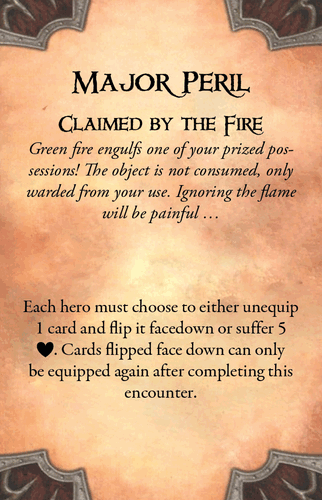 Major Peril
Claimed by the Fire
Green fire engulfs one of your prized pos-
sessions! The object is not consumed, only
warded from your use. Ignoring the flame
will be painful …
Each hero must choose to either unequip
1 card and flip it facedown or suffer 5
♥. Cards flipped face down can only
be equipped again after completing this
encounter.